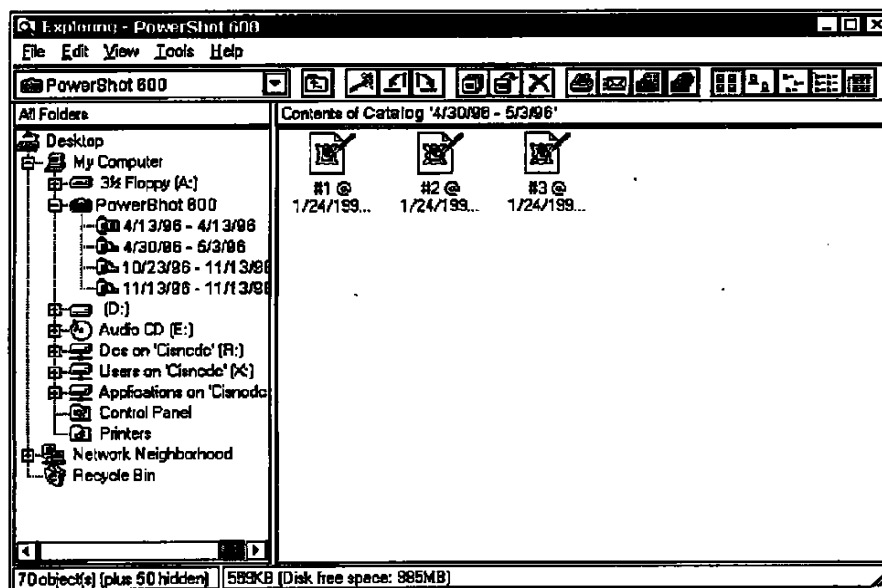 Exploring - PowerShot 600
File Edit View Tools Help
PowerShot 600
All Folders
Contents of Catalog '4/30/96 - 5/3/96'
Desktop
My Computer
3½ Floppy (A:)
PowerShot 600
4/13/96 - 4/13/96
4/30/96 - 5/3/96
10/23/96 - 11/13/96
11/13/96 - 11/13/96
(D:)
Audio CD (E:)
Dos on 'Cisnodc' (R:)
Users on 'Cisnodc' (X:)
Applications on 'Cisnodc
Control Panel
Printers
Network Neighborhood
Recycle Bin
#1 @ #2 @ #3 @
1/24/199... 1/24/199... 1/24/199...
70 object(s) (plus 50 hidden) 589KB (Disk free space: 985MB)